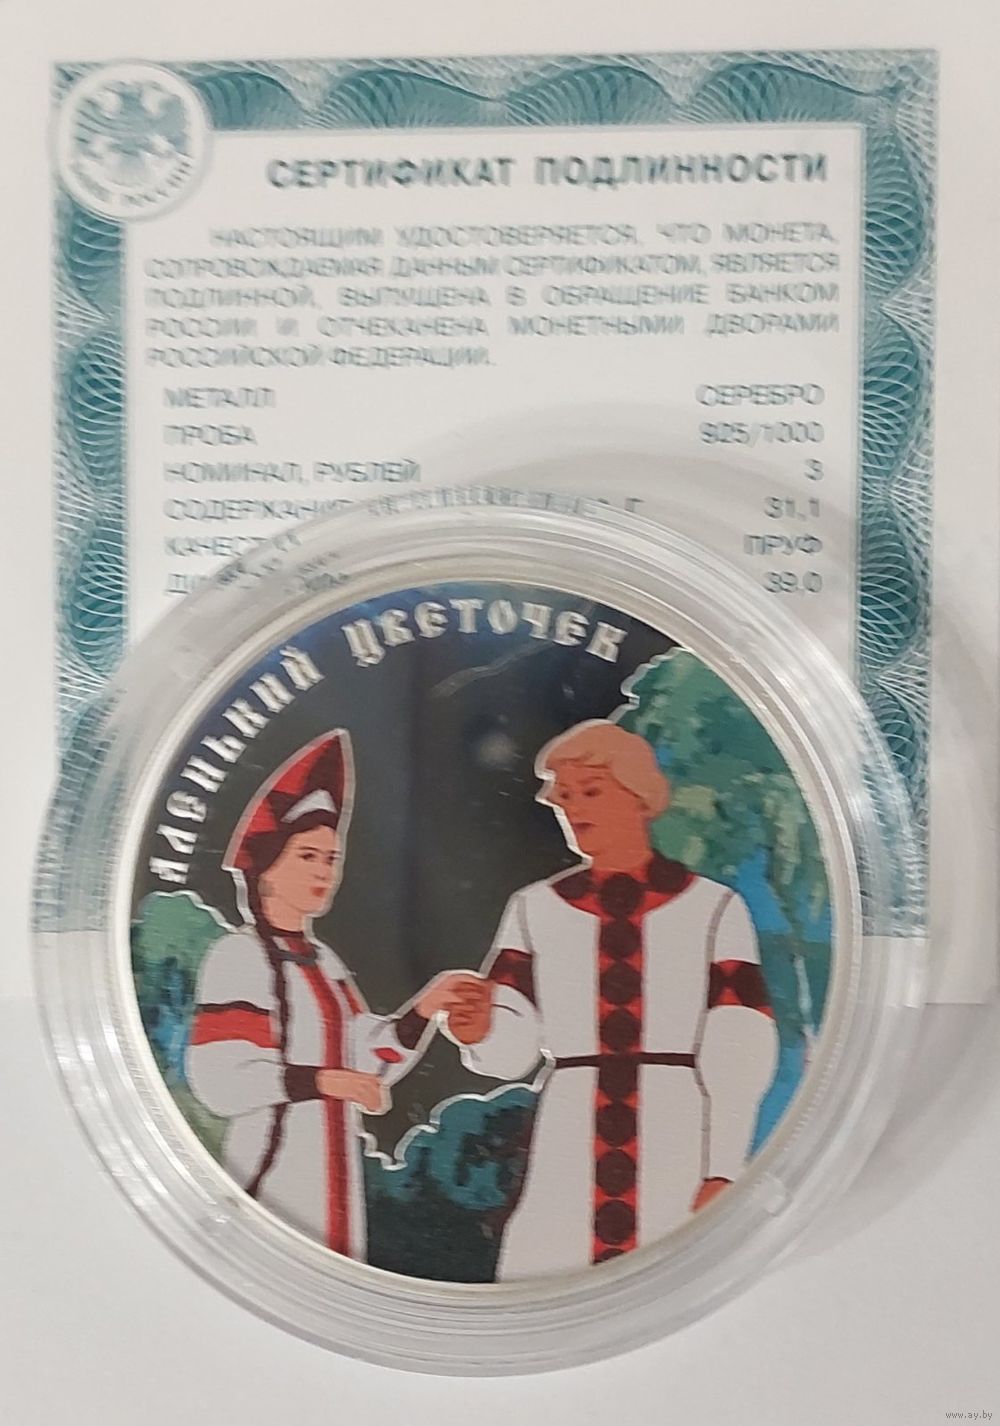 СЕРТИФИКАТ ПОДЛИННОСТИ
НАСТОЯЩИМ УДОСТОВЕРЯЕТСЯ, ЧТО МОНЕТА,
СОПРОВОЖДАЕМАЯ ДАННЫМ СЕРТИФИКАТОМ, ЯВЛЯЕТСЯ
ПОДЛИННОЙ, ВЫПУЩЕНА В ОБРАЩЕНИЕ БАНКОМ
РОССИИ И ОТЧЕКАНЕНА МОНЕТНЫМИ ДВОРАМИ
РОССИЙСКОЙ ФЕДЕРАЦИИ.
МЕТАЛЛ СЕРЕБРО
ПРОБА 925/1000
НОМИНАЛ, РУБЛЕЙ 3
СОДЕРЖАНИЕ Г 31,1
КАЧЕСТВО ПРУФ
39,0
аленький цветочек
www.ay.by